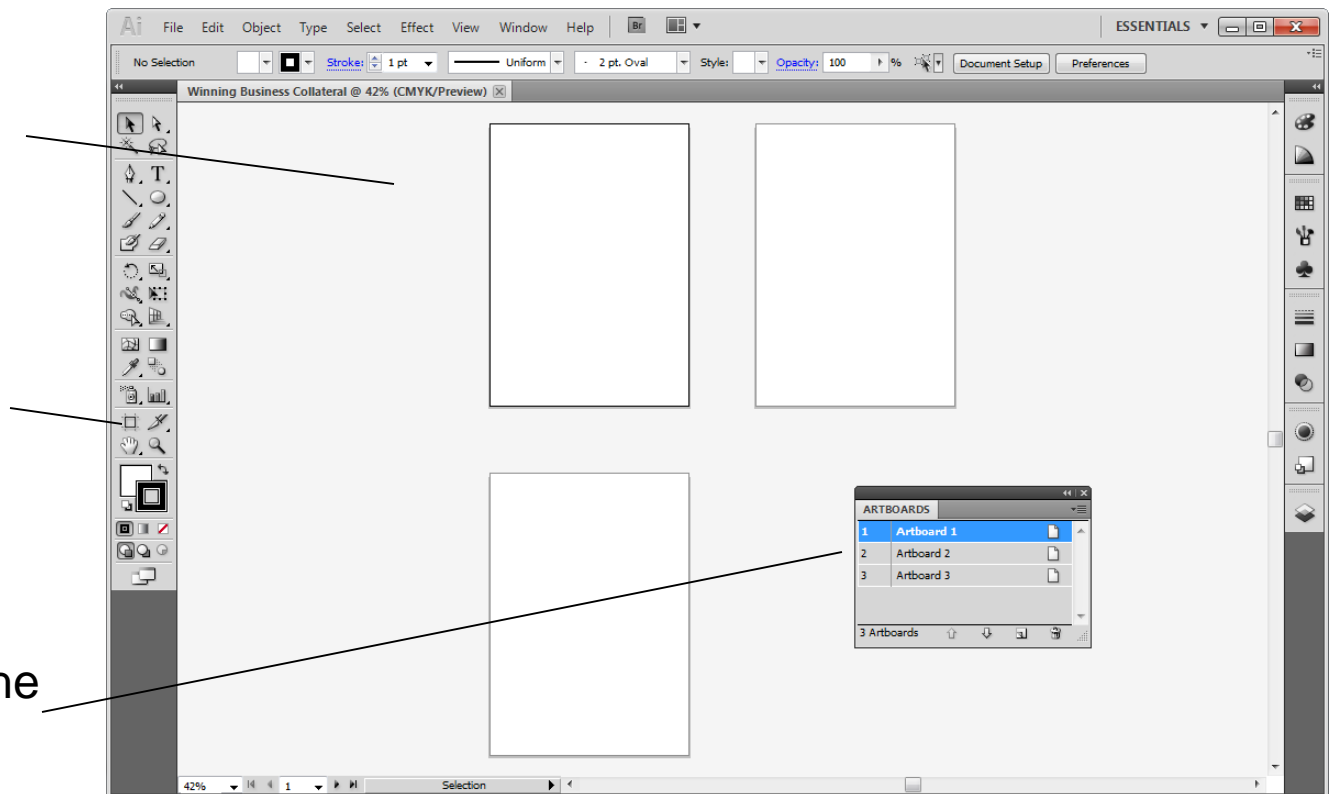 Ai File Edit Object Type Select Effect View Window Help Br ESSENTIALS
No Selection Stroke: 1 pt Uniform 2 pt. Oval Style: Opacity: 100 % Document Setup Preferences
Winning Business Collateral @ 42% (CMYK/Preview)
T
ARTBOARDS
1 Artboard 1
2 Artboard 2
3 Artboard 3
3 Artboards
42% 1 Selection